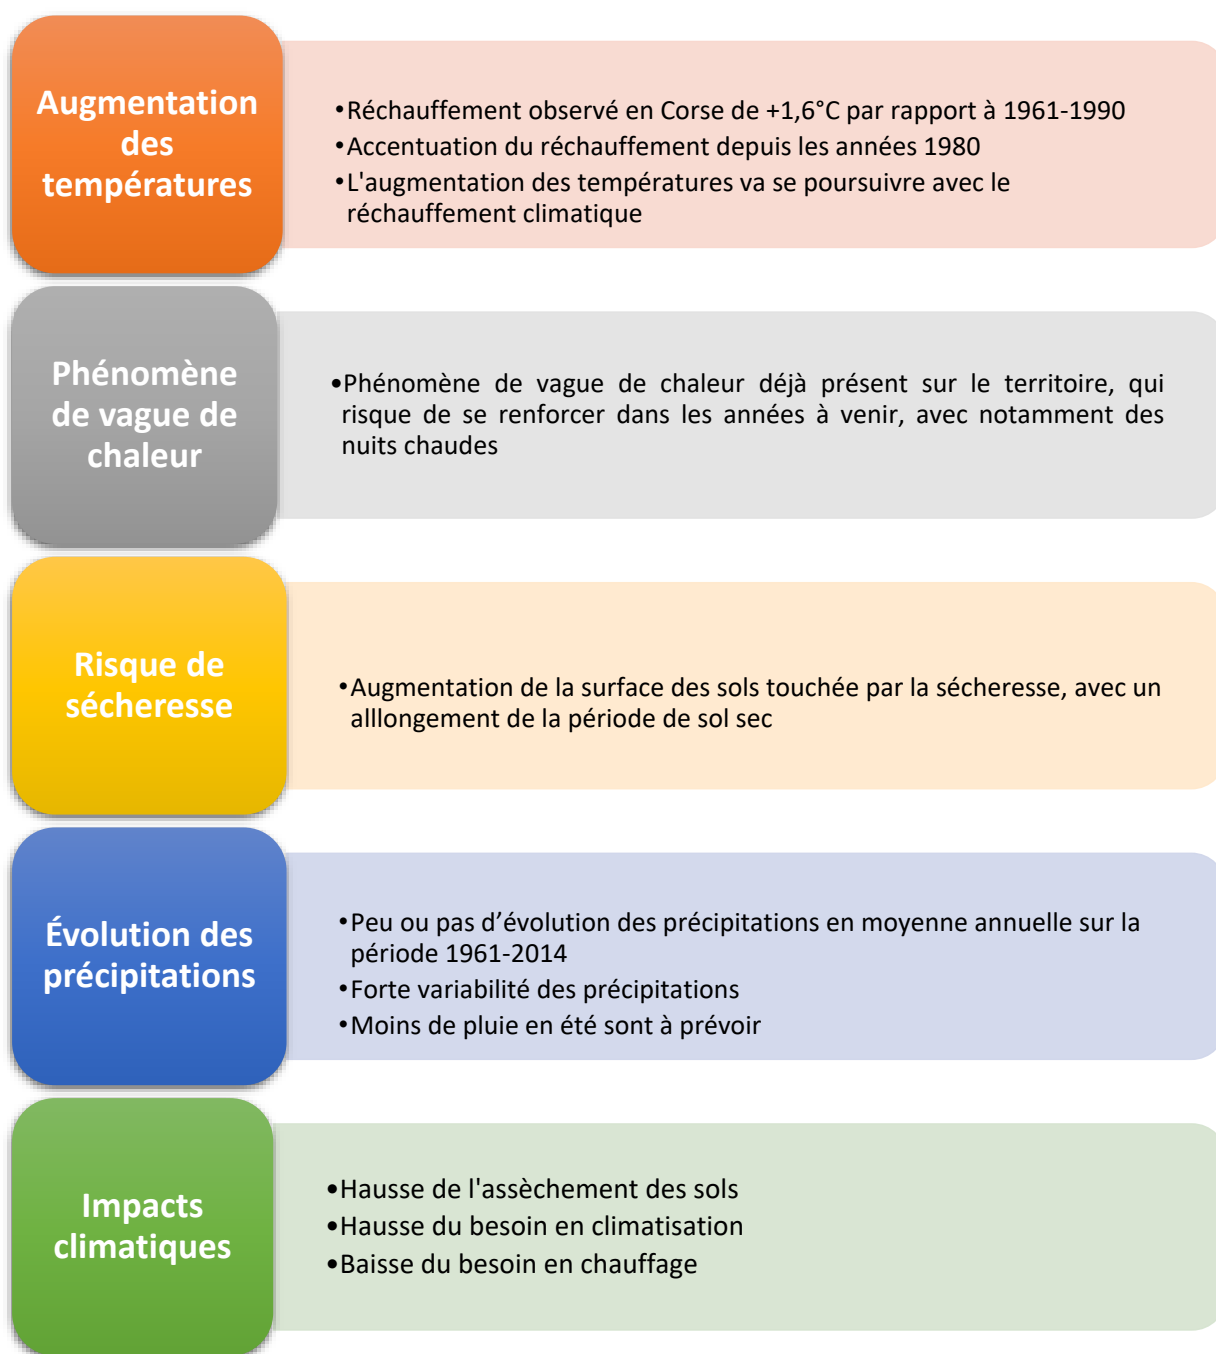 Augmentation
des
températures
•Réchauffement observé en Corse de +1,6°C par rapport à 1961-1990
•Accentuation du réchauffement depuis les années 1980
•L'augmentation des températures va se poursuivre avec le
réchauffement climatique
Phénomène
de vague de
chaleur
•Phénomène de vague de chaleur déjà présent sur le territoire, qui
risque de se renforcer dans les années à venir, avec notamment des
nuits chaudes
Risque de
sécheresse
•Augmentation de la surface des sols touchée par la sécheresse, avec un
alllongement de la période de sol sec
Évolution des
précipitations
•Peu ou pas d’évolution des précipitations en moyenne annuelle sur la
période 1961-2014
•Forte variabilité des précipitations
•Moins de pluie en été sont à prévoir
Impacts
climatiques
•Hausse de l'assèchement des sols
•Hausse du besoin en climatisation
•Baisse du besoin en chauffage